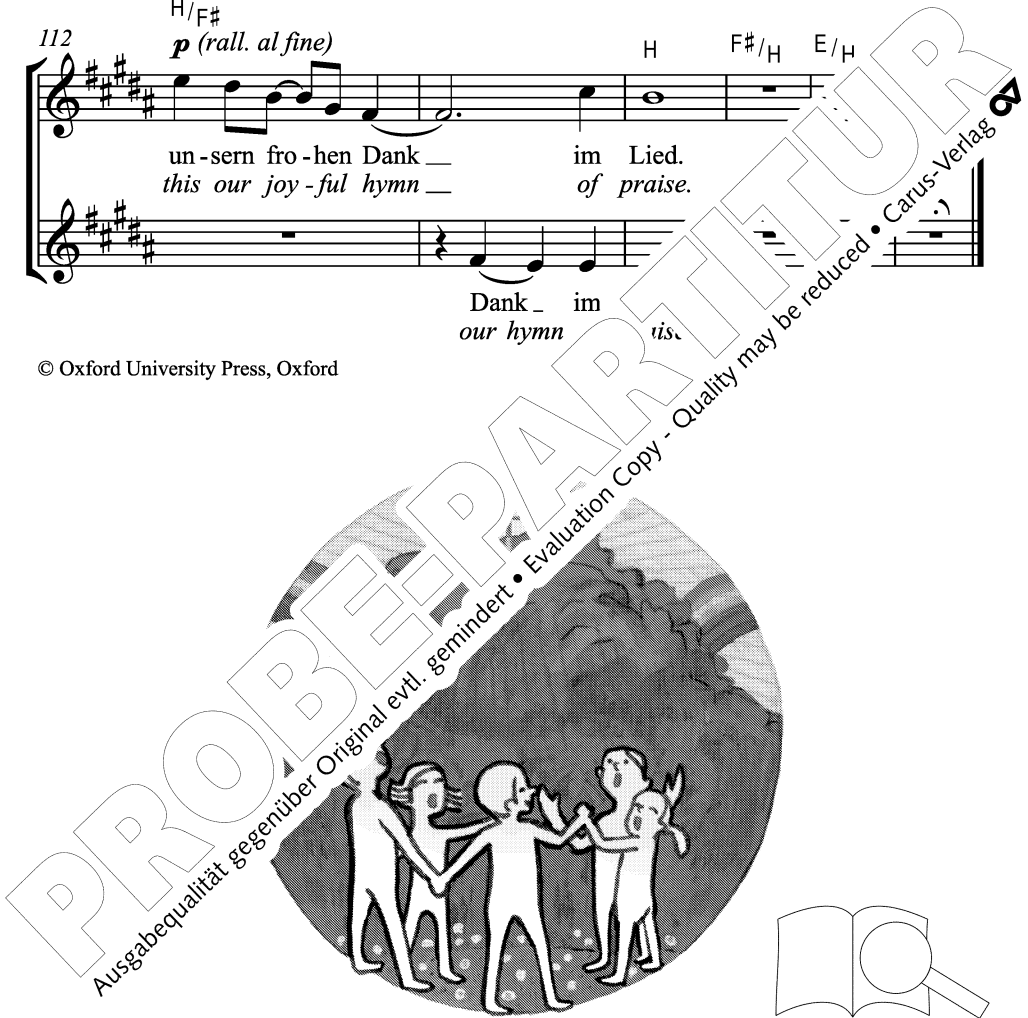 H/F♯
112
p (rall. al fine)
H F♯/H E/H
un-sern fro-hen Dank im Lied.
this our joy-ful hymn of praise.
Dank im
our hymn
© Oxford University Press, Oxford
PROBE-PARTITUR
Ausgabequalität gegenüber Original evtl. gemindert • Evaluation Copy - Quality may be reduced • Carus-Verlag